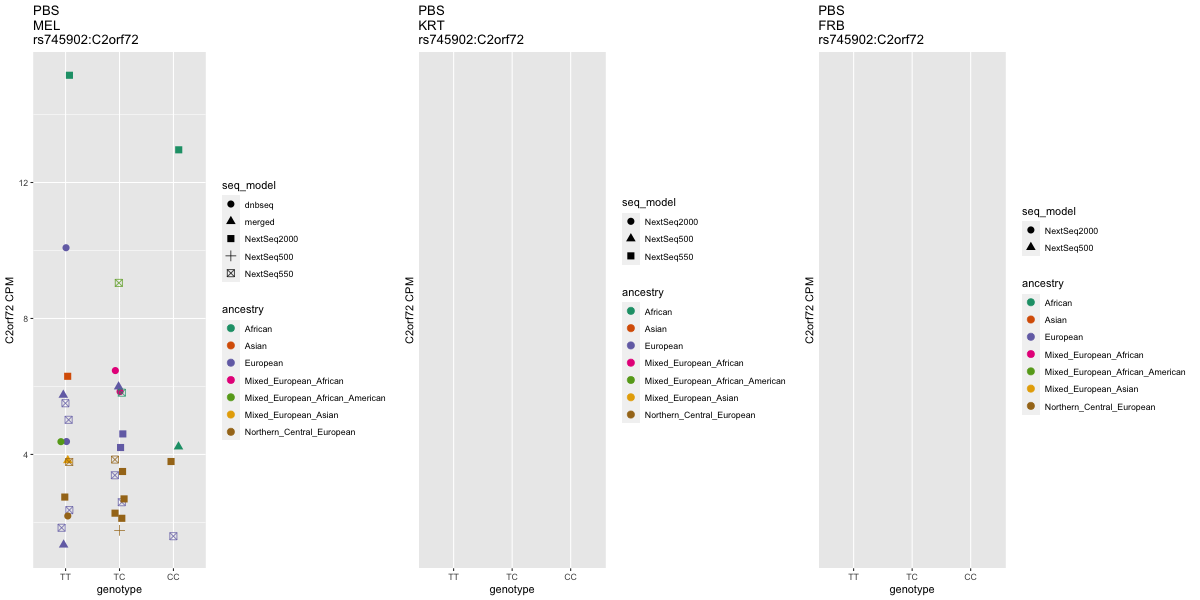 PBS
MEL
rs745902:C2orf72
C2orf72 CPM
12
8
4
TT
TC
CC
genotype
seq_model
dnbseq
merged
NextSeq2000
NextSeq500
NextSeq550
ancestry
African
Asian
European
Mixed_European_African
Mixed_European_African_American
Mixed_European_Asian
Northern_Central_European
PBS
KRT
rs745902:C2orf72
C2orf72 CPM
TT
TC
CC
genotype
seq_model
NextSeq2000
NextSeq500
NextSeq550
ancestry
African
Asian
European
Mixed_European_African
Mixed_European_African_American
Mixed_European_Asian
Northern_Central_European
PBS
FRB
rs745902:C2orf72
C2orf72 CPM
TT
TC
CC
genotype
seq_model
NextSeq2000
NextSeq500
ancestry
African
Asian
European
Mixed_European_African
Mixed_European_African_American
Mixed_European_Asian
Northern_Central_European